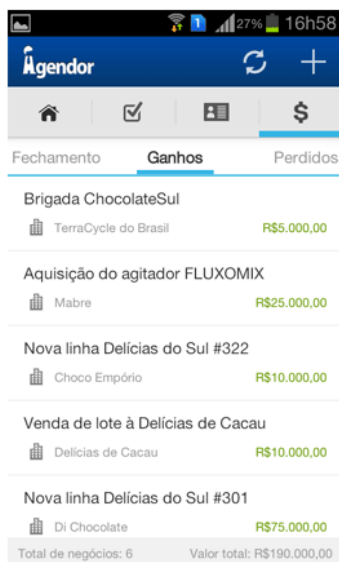 1 27% 16h58
Agendor
$
Fechamento Ganhos Perdidos
Brigada ChocolateSul
TerraCycle do Brasil R$5.000,00
Aquisição do agitador FLUXOMIX
Mabre R$25.000,00
Nova linha Delícias do Sul #322
Choco Empório R$10.000,00
Venda de lote à Delícias de Cacau
Delícias de Cacau R$10.000,00
Nova linha Delícias do Sul #301
Di Chocolate R$75.000,00
Total de negócios: 6 Valor total: R$190.000,00